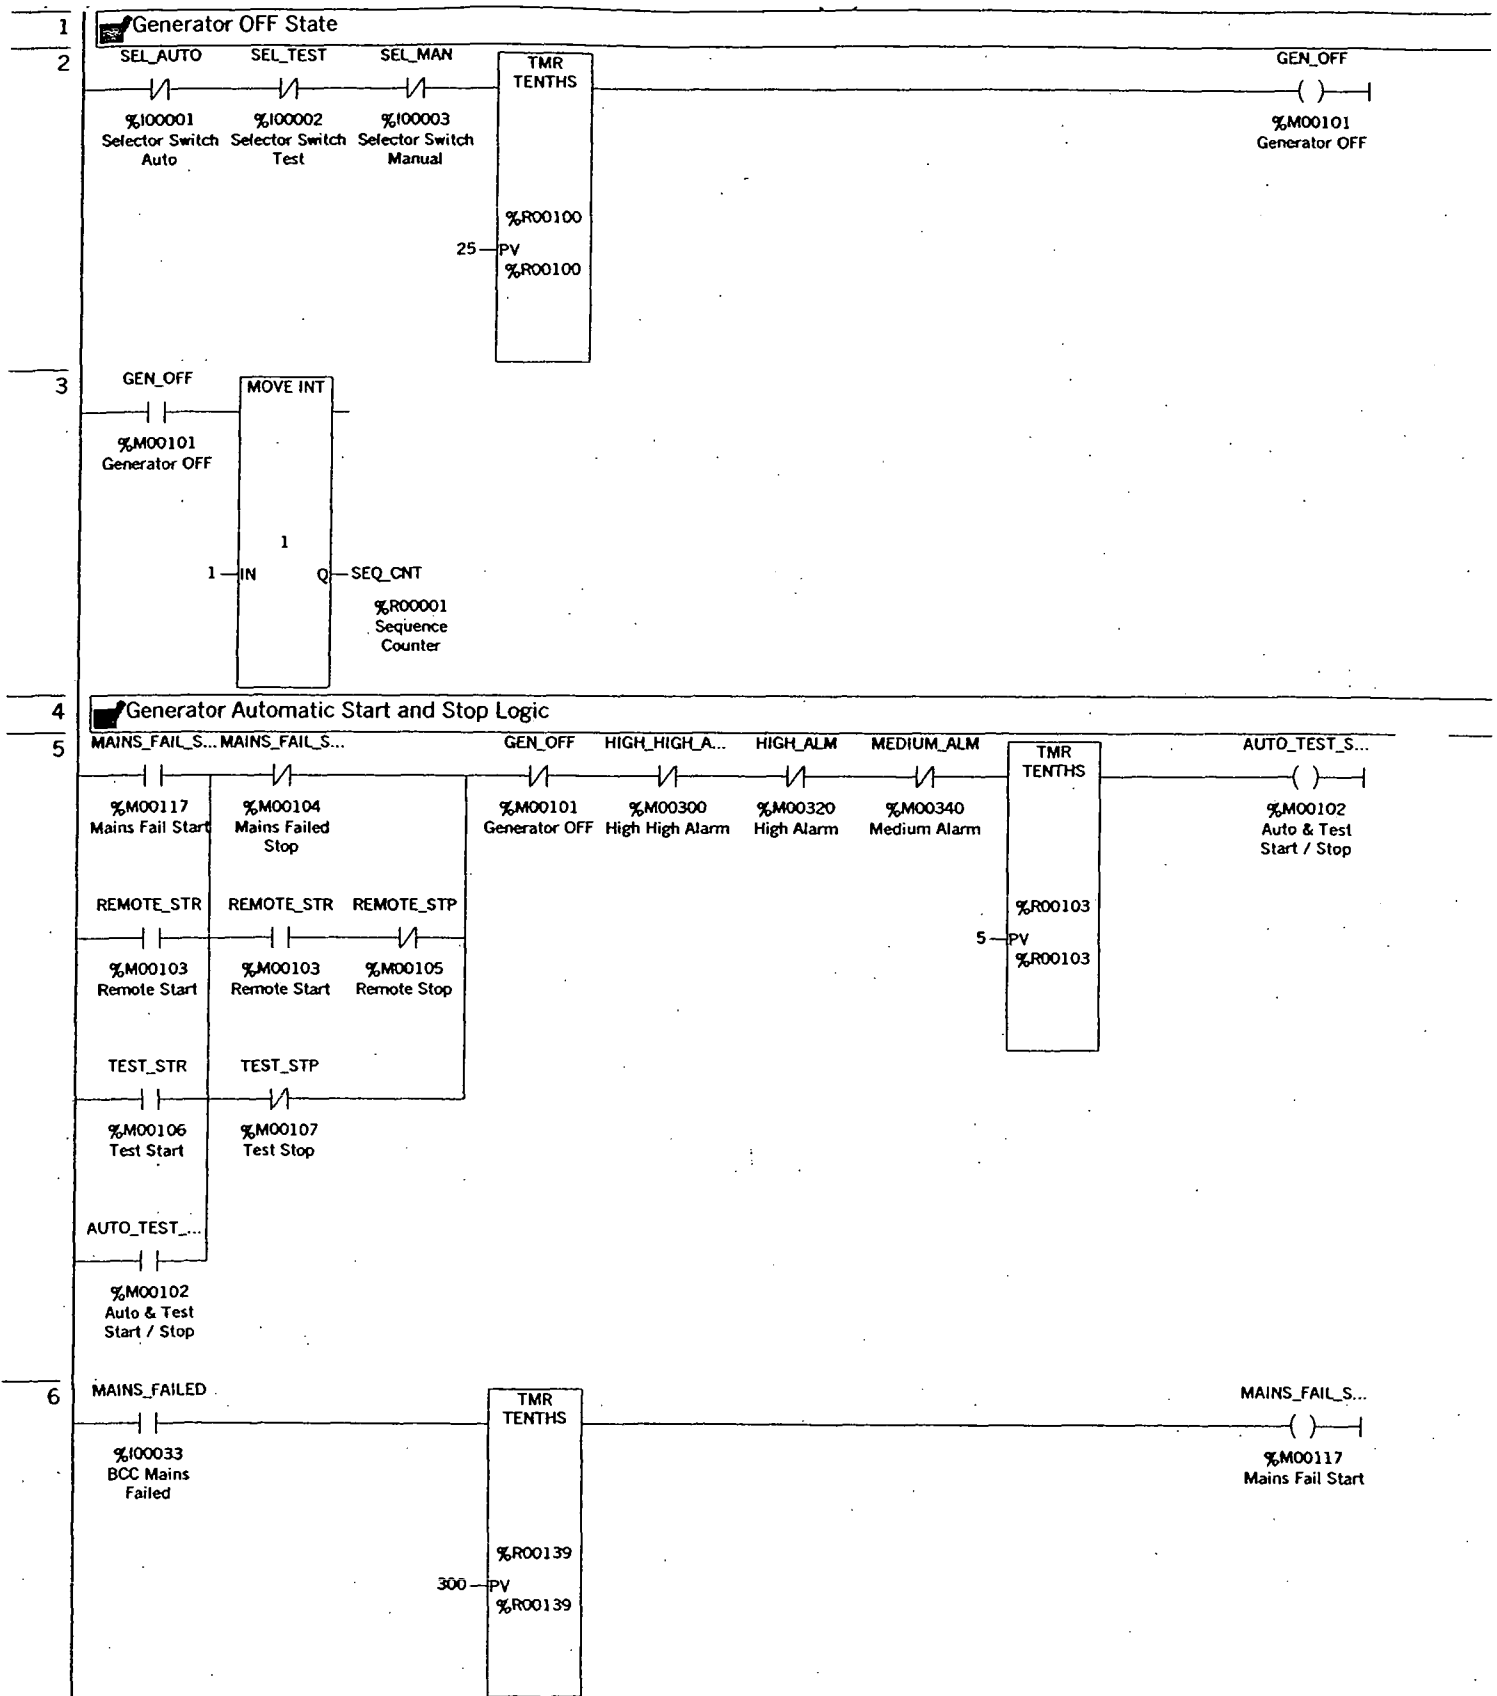 1
Generator OFF State
2
SEL_AUTO SEL_TEST SEL_MAN TMR GEN_OFF
TENTHS
%I00001 %I00002 %I00003 %M00101
Selector Switch Selector Switch Selector Switch Generator OFF
Auto Test Manual
%R00100
25 PV
%R00100
3
GEN_OFF MOVE INT
%M00101
Generator OFF
1
1 IN Q SEQ_CNT
%R00001
Sequence
Counter
4
Generator Automatic Start and Stop Logic
5
MAINS_FAIL_S... MAINS_FAIL_S... GEN_OFF HIGH_HIGH_A... HIGH_ALM MEDIUM_ALM TMR AUTO_TEST_S...
TENTHS
%M00117 %M00104 %M00101 %M00300 %M00320 %M00340 %M00102
Mains Fail Start Mains Failed Generator OFF High High Alarm High Alarm Medium Alarm Auto & Test
Stop Start / Stop
REMOTE_STR REMOTE_STR REMOTE_STP %R00103
5 PV
%M00103 %M00103 %M00105 %R00103
Remote Start Remote Start Remote Stop
TEST_STR TEST_STP
%M00106 %M00107
Test Start Test Stop
AUTO_TEST_...
%M00102
Auto & Test
Start / Stop
6
MAINS_FAILED TMR MAINS_FAIL_S...
TENTHS
%I00033 %M00117
BCC Mains Mains Fail Start
Failed
%R00139
300 PV
%R00139